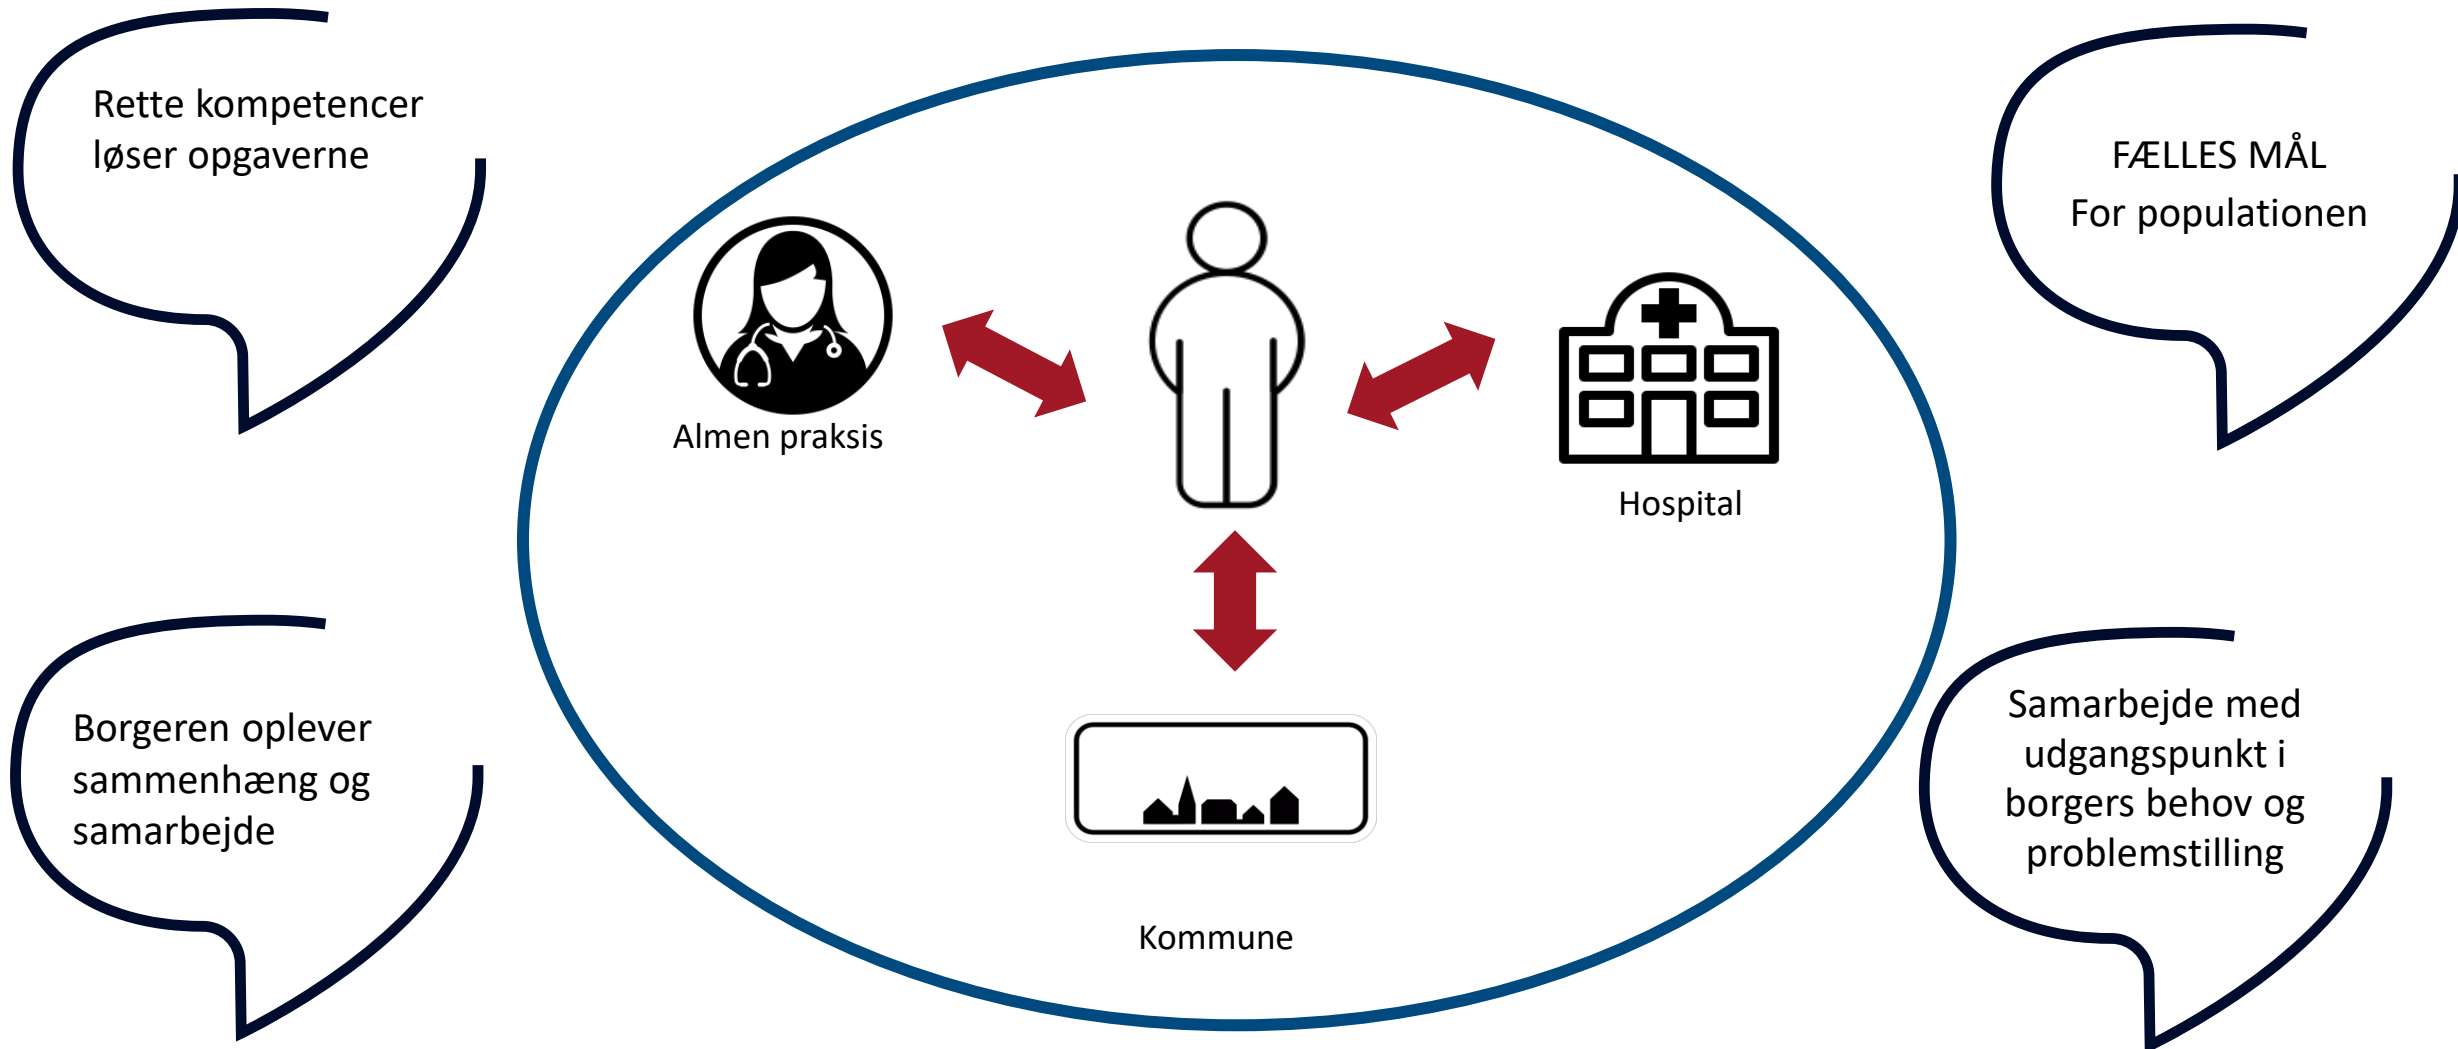 Rette kompetencer
løser opgaverne
FÆLLES MÅL
For populationen
Almen praksis
Hospital
Borgeren oplever
sammenhæng og
samarbejde
Samarbejde med
udgangspunkt i
borgers behov og
problemstilling
Kommune